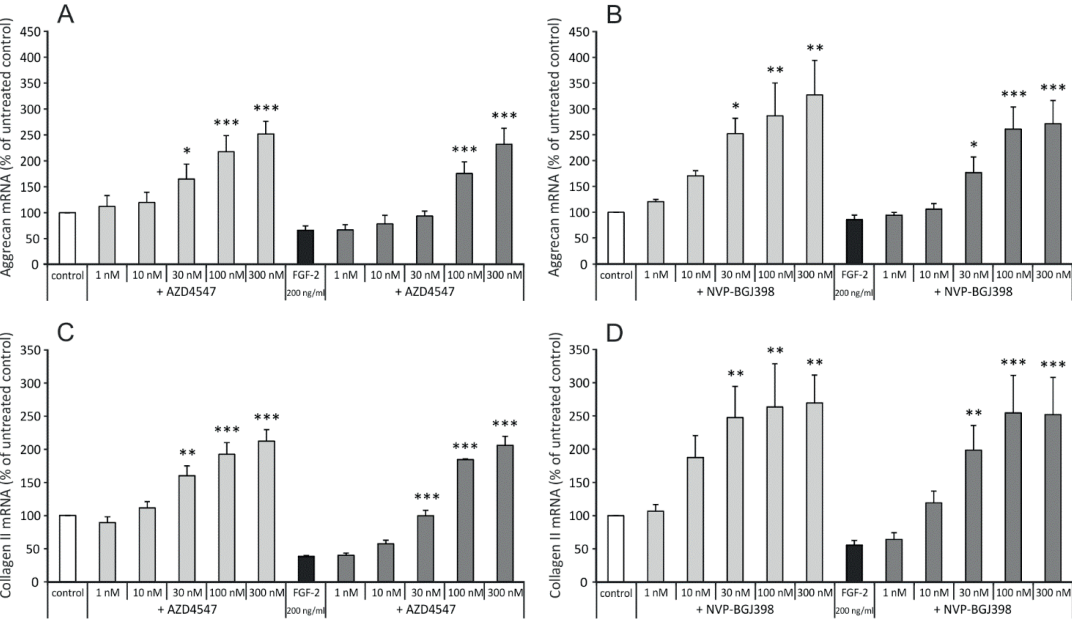 A
Aggrecan mRNA (% of untreated control)
450
400
350
300
250
200
150
100
50
0
* *** *** *** ***
control 1 nM 10 nM 30 nM 100 nM 300 nM FGF-2 1 nM 10 nM 30 nM 100 nM 300 nM
+ AZD4547 200 ng/ml + AZD4547
B
Aggrecan mRNA (% of untreated control)
450
400
350
300
250
200
150
100
50
0
* ** ** * *** ***
control 1 nM 10 nM 30 nM 100 nM 300 nM FGF-2 1 nM 10 nM 30 nM 100 nM 300 nM
+ NVP-BGJ398 200 ng/ml + NVP-BGJ398
C
Collagen II mRNA (% of untreated control)
350
300
250
200
150
100
50
0
** *** *** *** *** ***
control 1 nM 10 nM 30 nM 100 nM 300 nM FGF-2 1 nM 10 nM 30 nM 100 nM 300 nM
+ AZD4547 200 ng/ml + AZD4547
D
Collagen II mRNA (% of untreated control)
350
300
250
200
150
100
50
0
** ** ** ** *** ***
control 1 nM 10 nM 30 nM 100 nM 300 nM FGF-2 1 nM 10 nM 30 nM 100 nM 300 nM
+ NVP-BGJ398 200 ng/ml + NVP-BGJ398